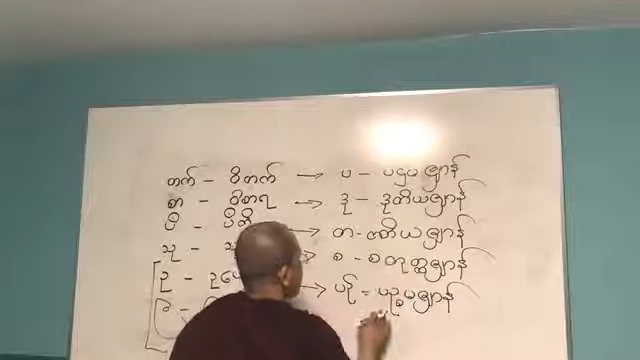 တက် – ဝိတက် → ပ – ပဌမဈာန်
စာ – ဝိစာရ → ဒု – ဒုတိယဈာန်
ပီ – ပီတိ → တ – တတိယဈာန်
သု – → စ – စတုတ္ထဈာန်
ဥ – ဥပေ → ပဉ် – ပဉ္စမဈာန်